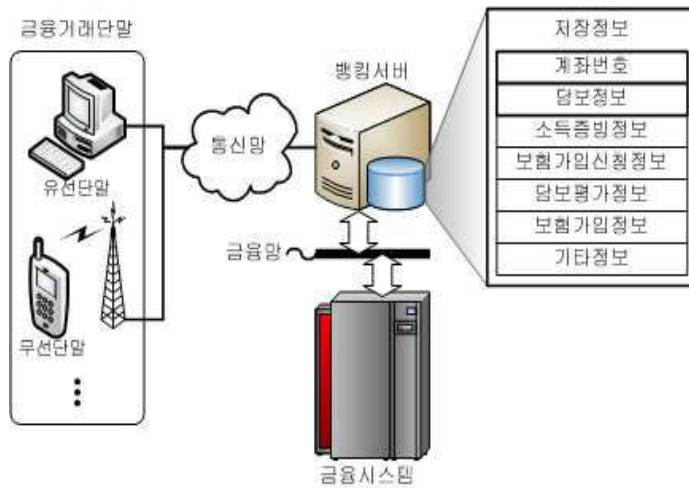 금융거래단말
유선단말
무선단말
통신망
뱅킹서버
금융망
금융시스템
저장정보
계좌번호
담보정보
소득증빙정보
보험가입신청정보
담보평가정보
보험가입정보
기타정보